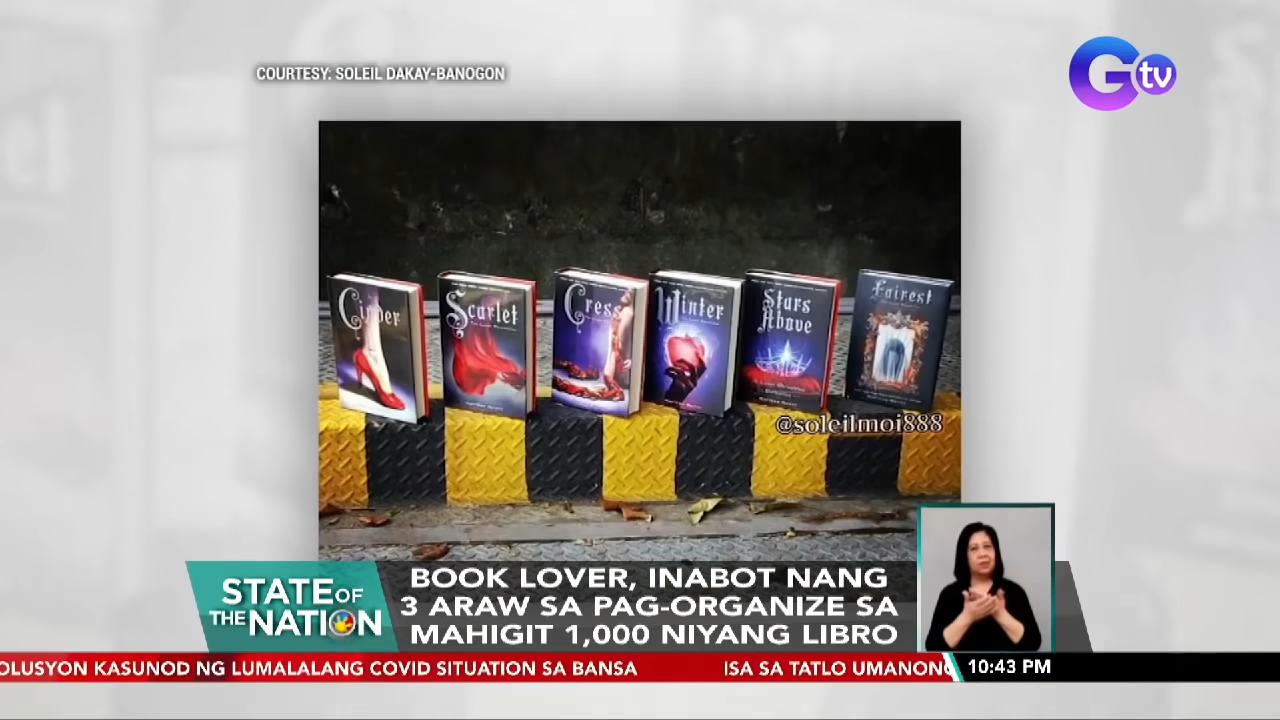 COURTESY: SOLEIL DAKAY-BANOGON
G tv
Cinder
Scarlet
Cress
Winter
Stars
Above
Fairest
@soleilmoi888
STATE OF
THE NATION
BOOK LOVER, INABOT NANG
3 ARAW SA PAG-ORGANIZE SA
MAHIGIT 1,000 NIYANG LIBRO
OLUSYON KASUNOD NG LUMALALANG COVID SITUATION SA BANSA
ISA SA TATLO UMANONG
10:43 PM